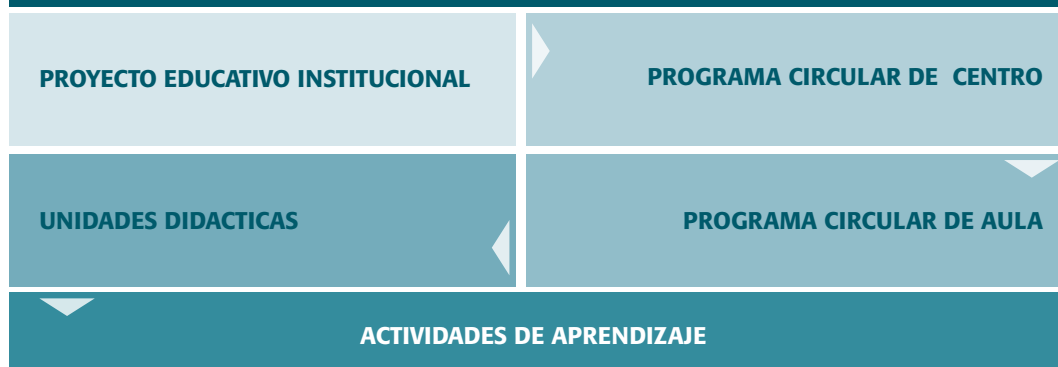 PROYECTO EDUCATIVO INSTITUCIONAL
PROGRAMA CIRCULAR DE CENTRO
UNIDADES DIDACTICAS
PROGRAMA CIRCULAR DE AULA
ACTIVIDADES DE APRENDIZAJE